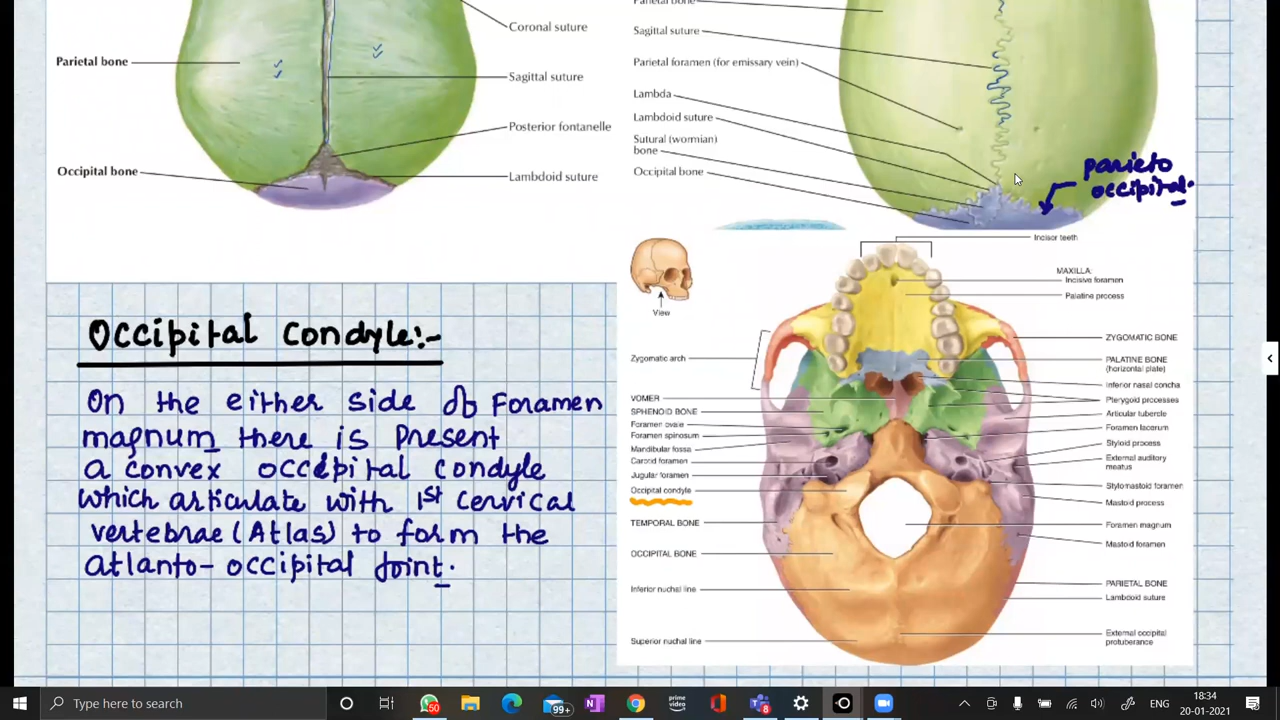 Coronal suture
Parietal bone
Sagittal suture
Posterior fontanelle
Occipital bone
Lambdoid suture
Sagittal suture
Parietal foramen (for emissary vein)
Lambda
Lambdoid suture
Sutural (wormian)
bone
Occipital bone
parieto
occipital.
Occipital Condyle:-
On the either side of Foramen
magnum there is Present
a convex occipital condyle
which articulate with 1st Cervical
vertebrae (Atlas) to form the
atlanto-occipital Joint.
View
Incisor teeth
MAXILLA:
Incisive foramen
Palatine process
Zygomatic arch
VOMER
SPHENOID BONE
Foramen ovale
Foramen spinosum
Mandibular fossa
Carotid foramen
Jugular foramen
Occipital condyle
TEMPORAL BONE
OCCIPITAL BONE
Inferior nuchal line
Superior nuchal line
ZYGOMATIC BONE
PALATINE BONE
(horizontal plate)
Inferior nasal concha
Pterygoid processes
Articular tubercle
Foramen lacerum
Styloid process
External auditory
meatus
Stylomastoid foramen
Mastoid process
Foramen magnum
Mastoid foramen
PARIETAL BONE
Lambdoid suture
External occipital
protuberance
Type here to search
50
99+
8
ENG
18:34
20-01-2021